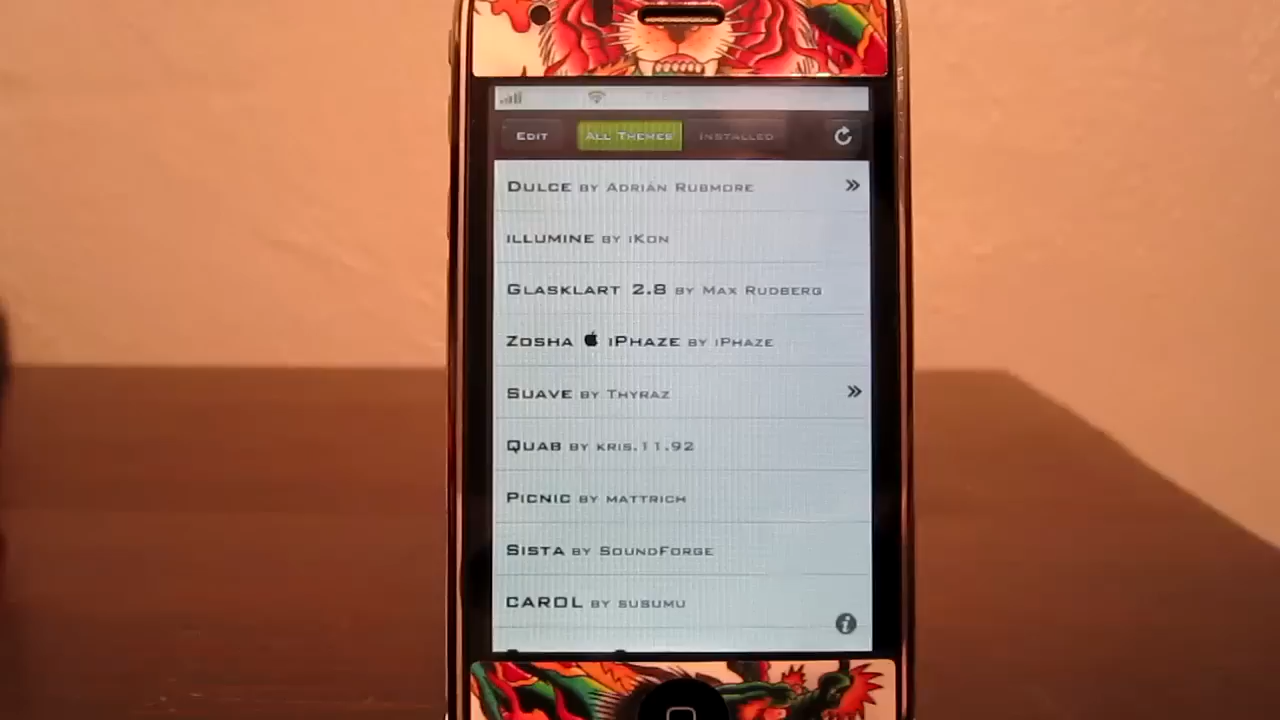 Edit All Themes Installed
Dulce by Adrián Rubmore
illumine by iKon
Glasklart 2.8 by Max Rudberg
Zosha iPhaze by iPhaze
Suave by Thyraz
Quab by kris.11.92
Picnic by mattrich
Sista by SoundForge
CAROL by susumu